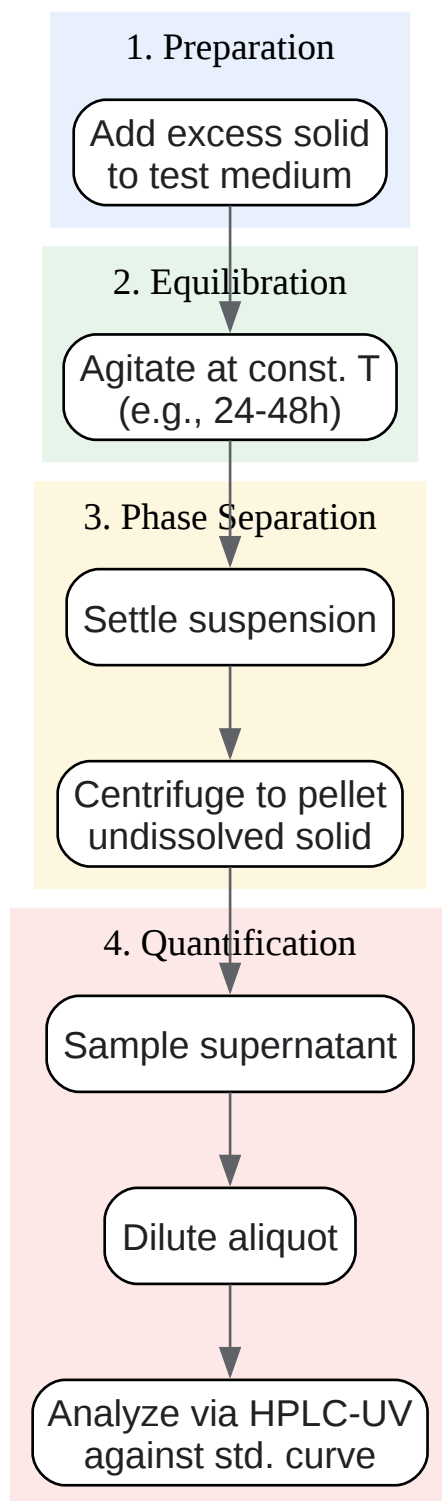 1. Preparation
Add excess solid
to test medium
2. Equilibration
Agitate at const. T
(e.g., 24-48h)
3. Phase Separation
Settle suspension
Centrifuge to pellet
undissolved solid
4. Quantification
Sample supernatant
Dilute aliquot
Analyze via HPLC-UV
against std. curve